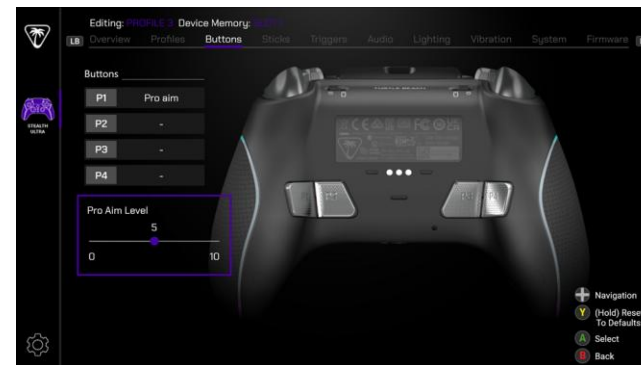 Editing: PROFILE 3 Device Memory:
LB Overview Profiles Buttons Sticks Triggers Audio Lighting Vibration System Firmware
STEALTH
ULTRA
Buttons
P1 Pro aim
P2 -
P3 -
P4 -
Pro Aim Level
5
0 10
Navigation
Y (Hold) Rese
To Defaults
A Select
B Back